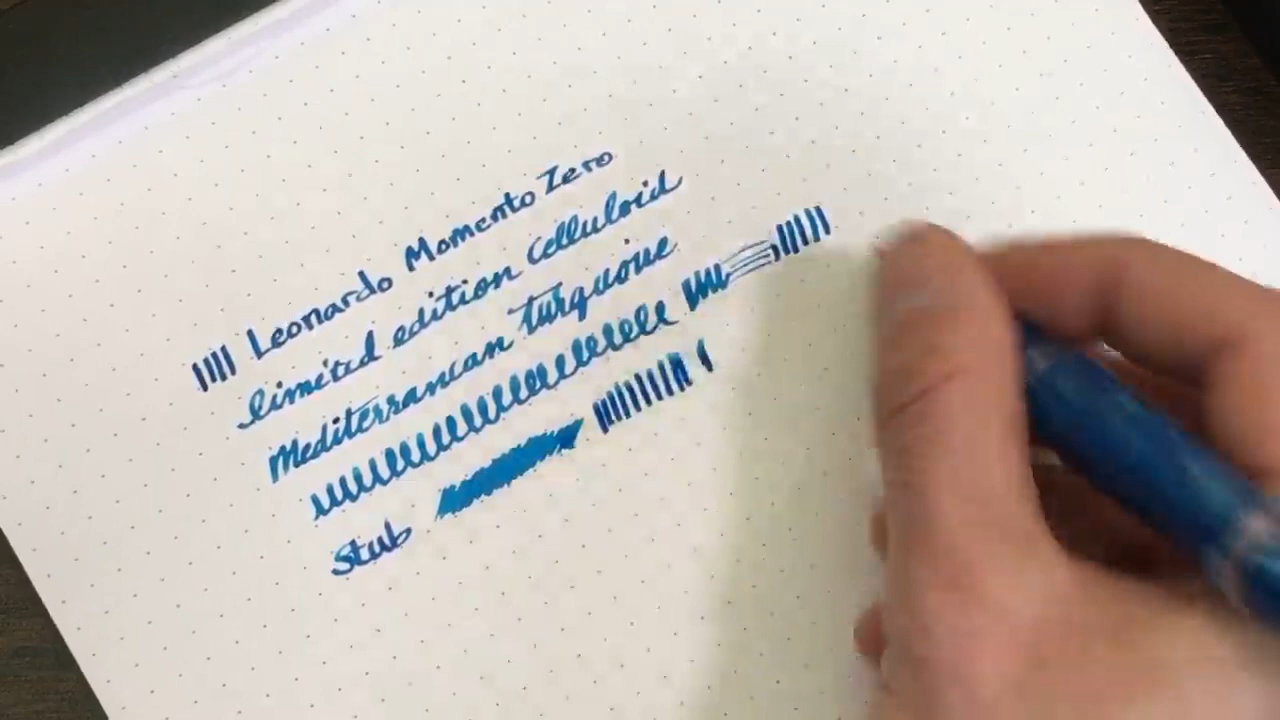 Leonardo Momento Zero
limited edition Celluloid
Mediterranean turquoise
Stub